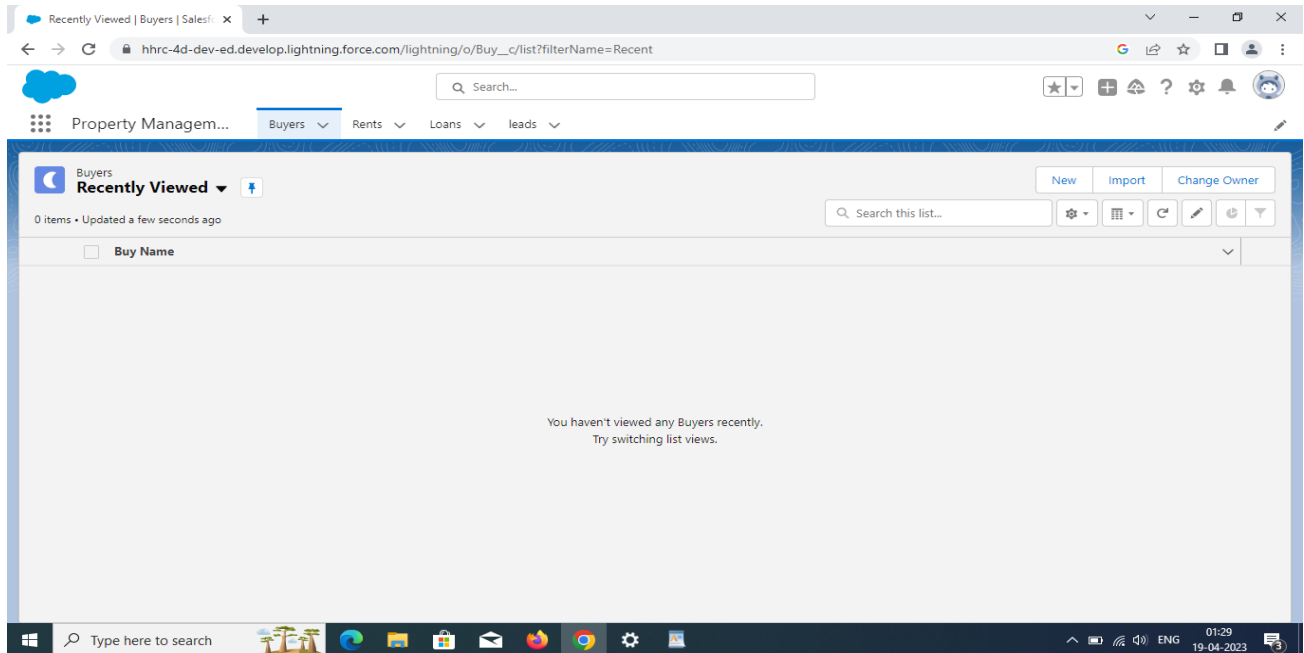 Recently Viewed | Buyers | Salesfo
hhrc-4d-dev-ed.develop.lightning.force.com/lightning/o/Buy__c/list?filterName=Recent
Search...
Property Managem... Buyers Rents Loans leads
Buyers
Recently Viewed
New Import Change Owner
0 items • Updated a few seconds ago
Search this list...
Buy Name
You haven't viewed any Buyers recently.
Try switching list views.
Type here to search
ENG
01:29
19-04-2023
3